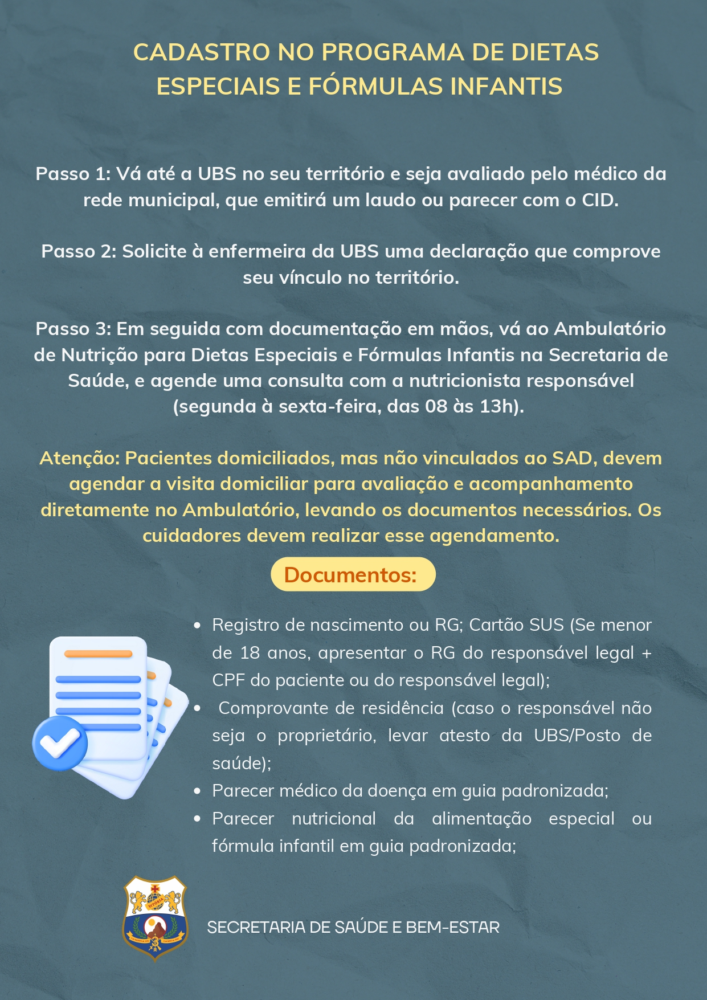 CADASTRO NO PROGRAMA DE DIETAS
ESPECIAIS E FÓRMULAS INFANTIS
Passo 1: Vá até a UBS no seu território e seja avaliado pelo médico da
rede municipal, que emitirá um laudo ou parecer com o CID.
Passo 2: Solicite à enfermeira da UBS uma declaração que comprove
seu vínculo no território.
Passo 3: Em seguida com documentação em mãos, vá ao Ambulatório
de Nutrição para Dietas Especiais e Fórmulas Infantis na Secretaria de
Saúde, e agende uma consulta com a nutricionista responsável
(segunda à sexta-feira, das 08 às 13h).
Atenção: Pacientes domiciliados, mas não vinculados ao SAD, devem
agendar a visita domiciliar para avaliação e acompanhamento
diretamente no Ambulatório, levando os documentos necessários. Os
cuidadores devem realizar esse agendamento.
Documentos:
• Registro de nascimento ou RG; Cartão SUS (Se menor
de 18 anos, apresentar o RG do responsável legal +
CPF do paciente ou do responsável legal);
• Comprovante de residência (caso o responsável não
seja o proprietário, levar atesto da UBS/Posto de
saúde);
• Parecer médico da doença em guia padronizada;
• Parecer nutricional da alimentação especial ou
fórmula infantil em guia padronizada;
VITÓRIA
SECRETARIA DE SAÚDE E BEM-ESTAR